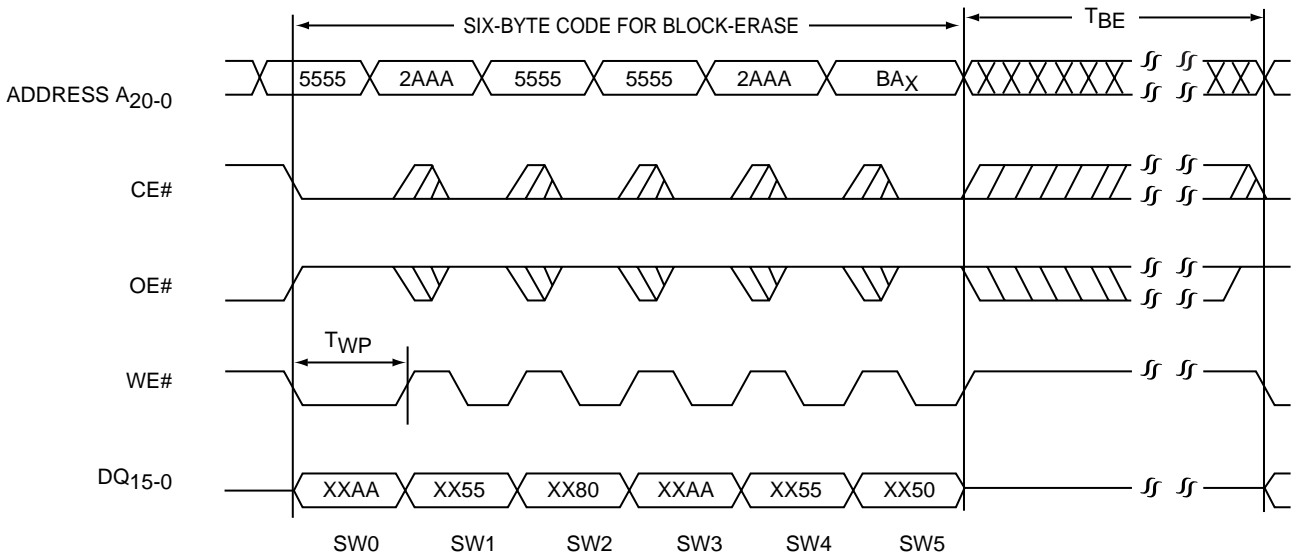 SIX-BYTE CODE FOR BLOCK-ERASE TBE
ADDRESS A20-0 5555 2AAA 5555 5555 2AAA BAX
CE#
OE#
TWP
WE#
DQ15-0 XXAA XX55 XX80 XXAA XX55 XX50
SW0 SW1 SW2 SW3 SW4 SW5